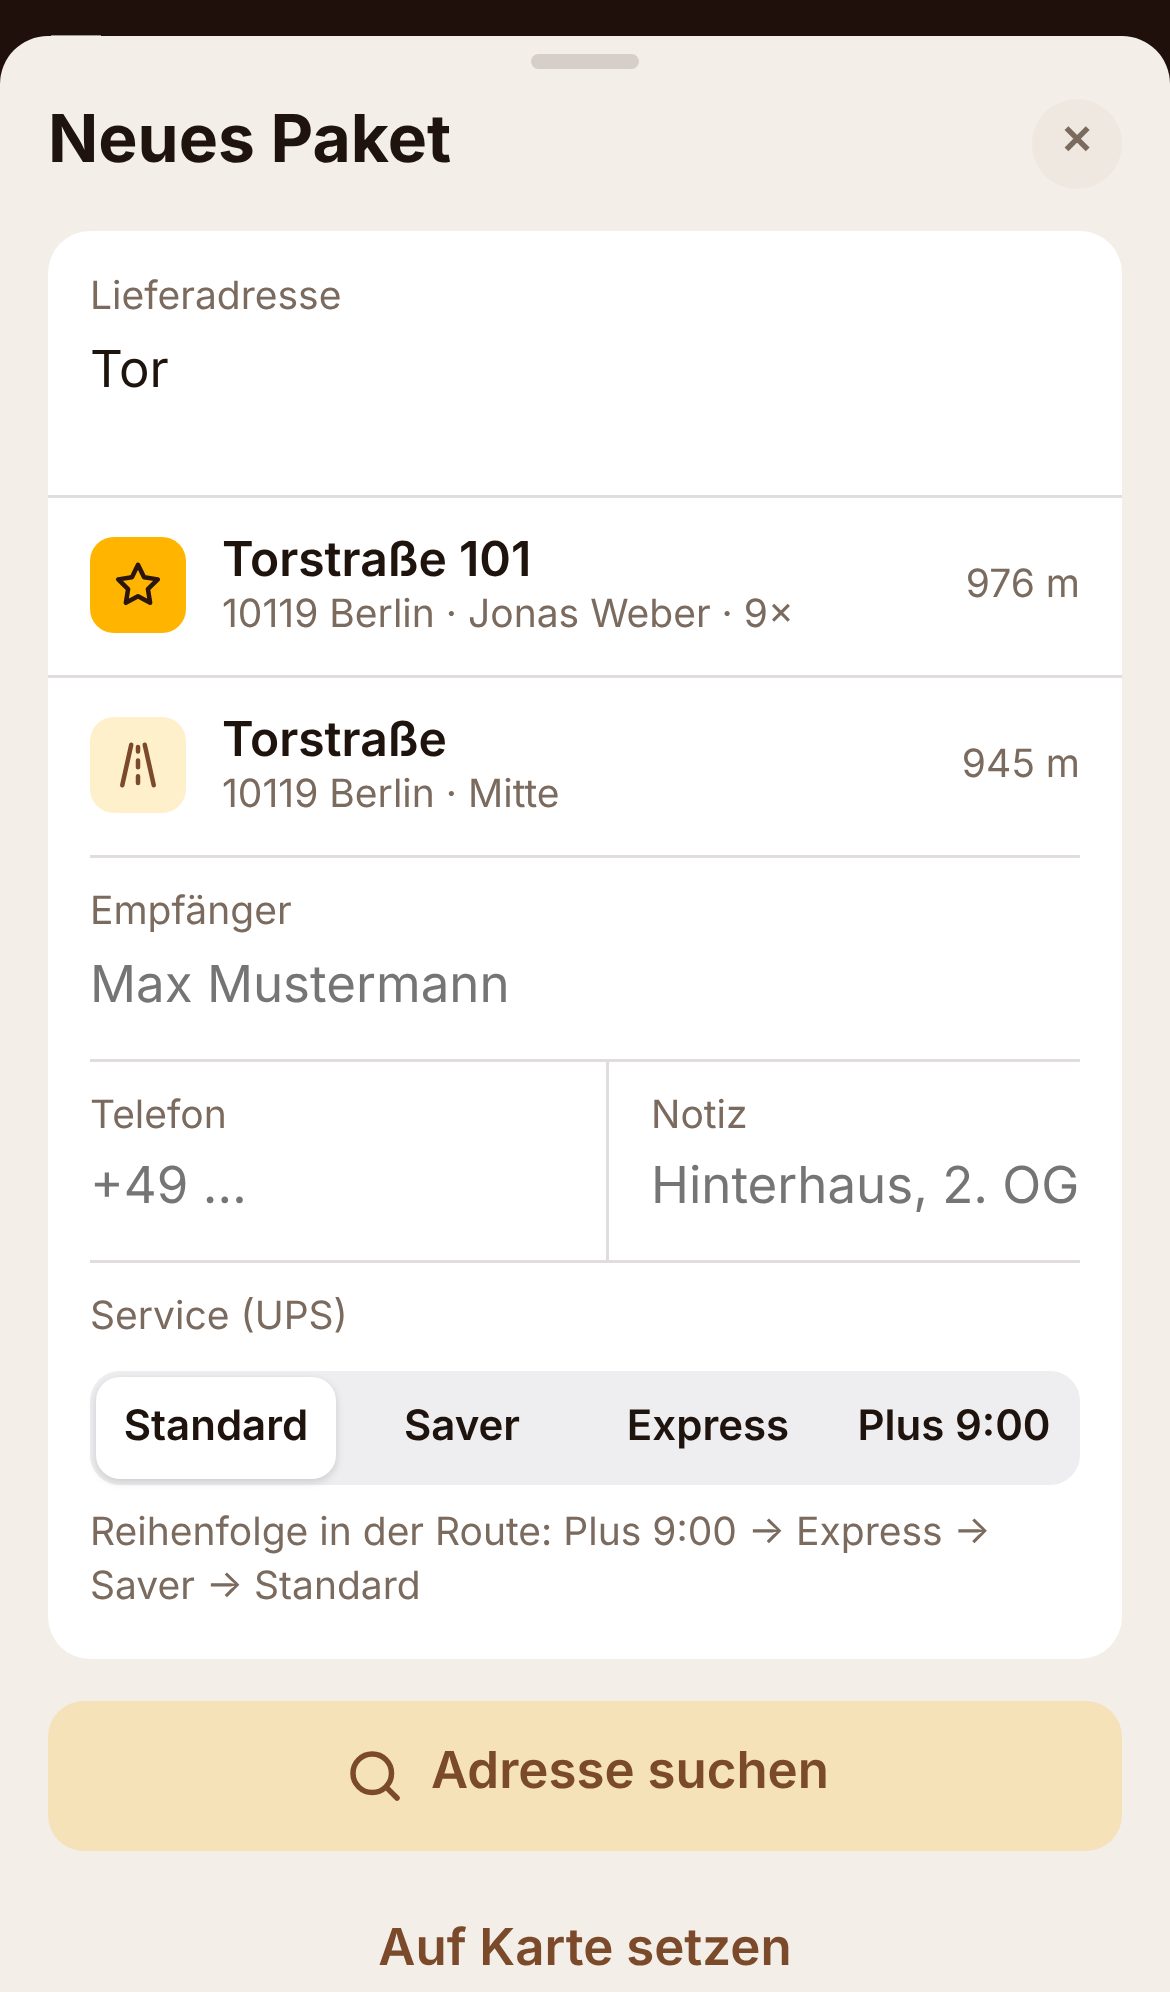 Neues Paket
Lieferadresse
Tor
Torstraße 101
10119 Berlin · Jonas Weber · 9×
976 m
Torstraße
10119 Berlin · Mitte
945 m
Empfänger
Max Mustermann
Telefon
+49 ...
Notiz
Hinterhaus, 2. OG
Service (UPS)
Standard Saver Express Plus 9:00
Reihenfolge in der Route: Plus 9:00 → Express →
Saver → Standard
Adresse suchen
Auf Karte setzen